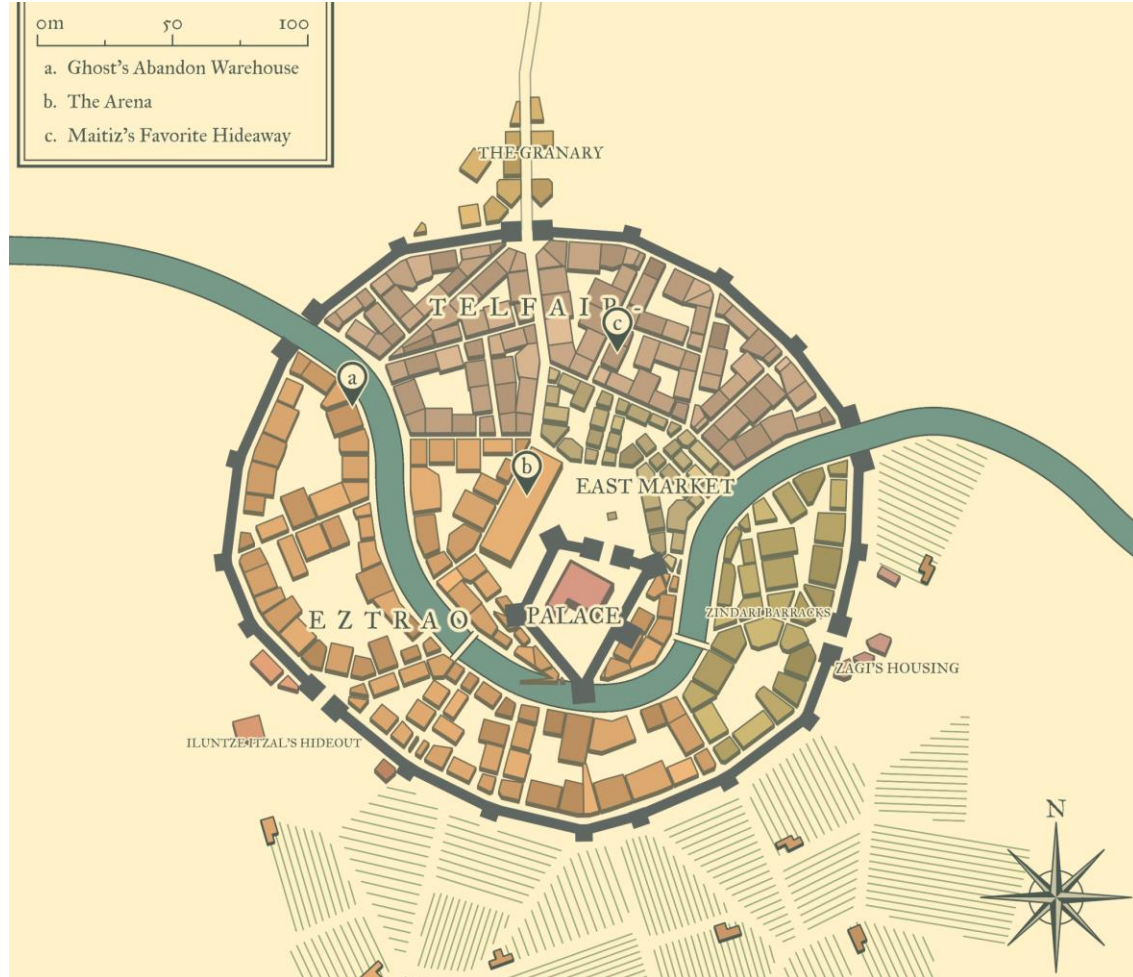 0m 50 100
a. Ghost's Abandon Warehouse
b. The Arena
c. Maitiz's Favorite Hideaway
THE GRANARY
TELFAIR-
c
a
b
EAST MARKET
EZTRAO
PALACE
ZINDARI BARRACKS
ZAGI'S HOUSING
ILUNTZE ITZAL'S HIDEOUT
N